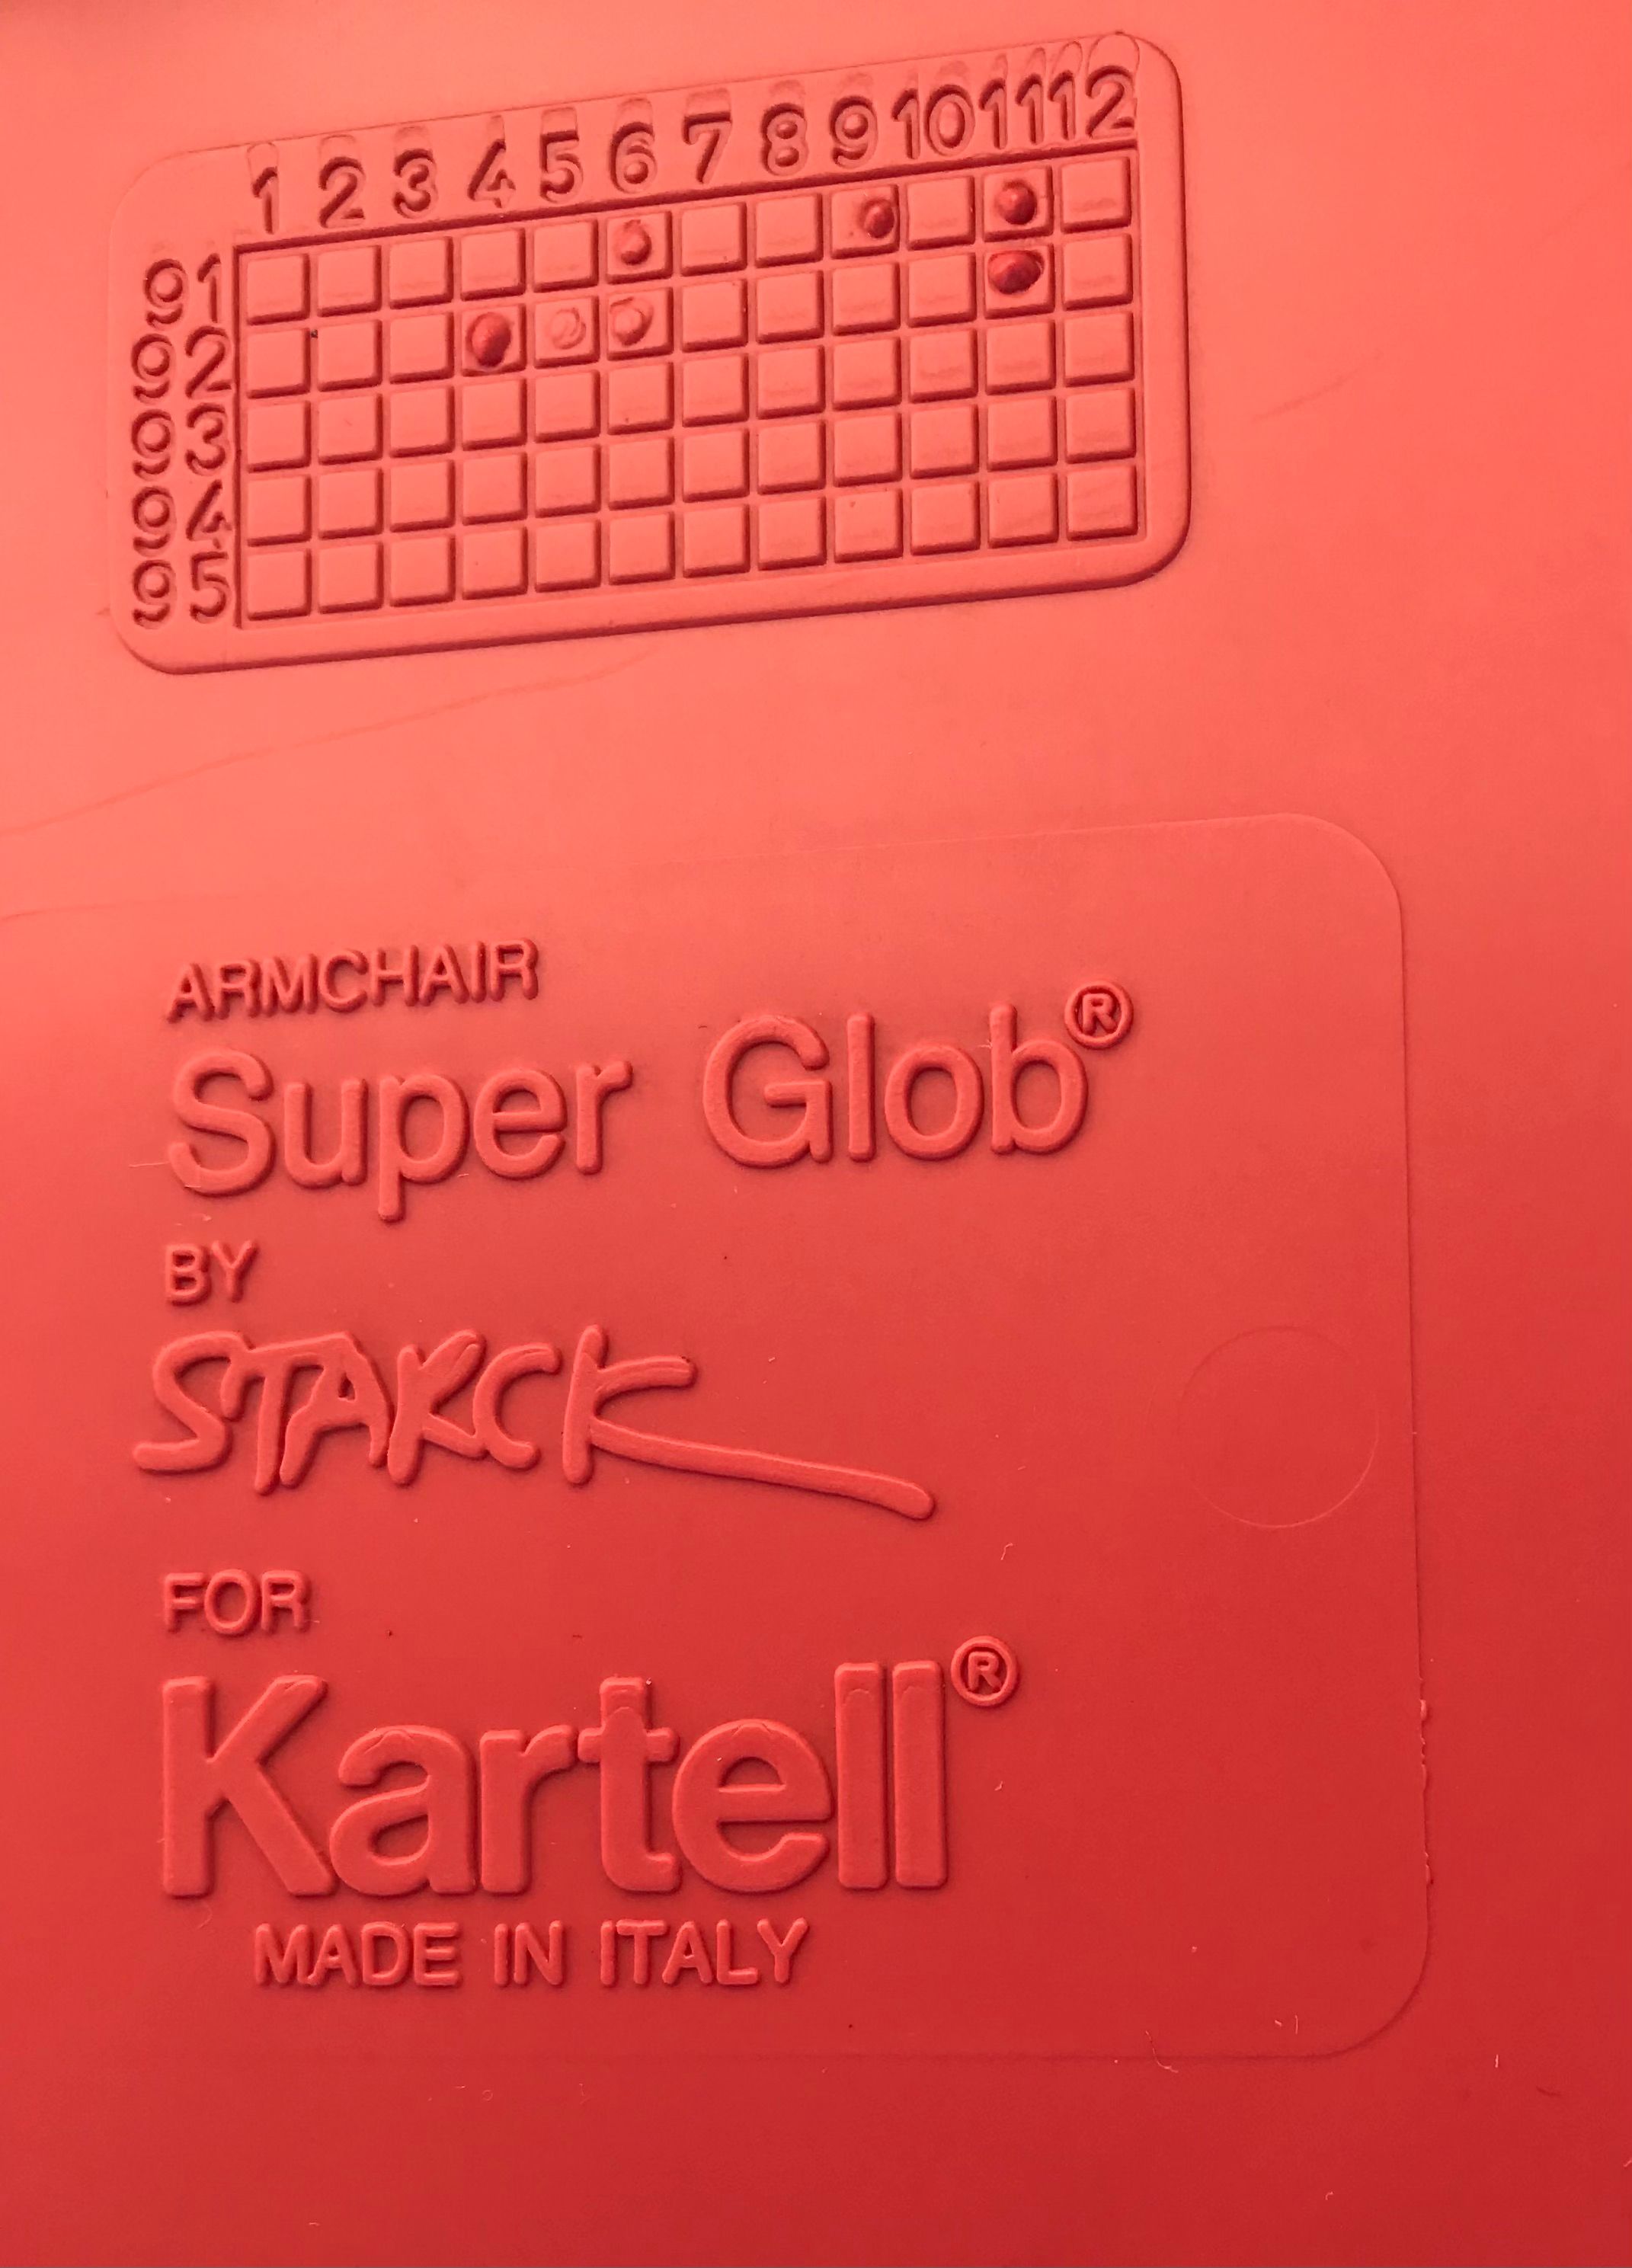 1 2 3 4 5 6 7 8 9 10 11 12
91
92
93
94
95
ARMCHAIR
Super Glob®
BY
STARCK
FOR
Kartell®
MADE IN ITALY